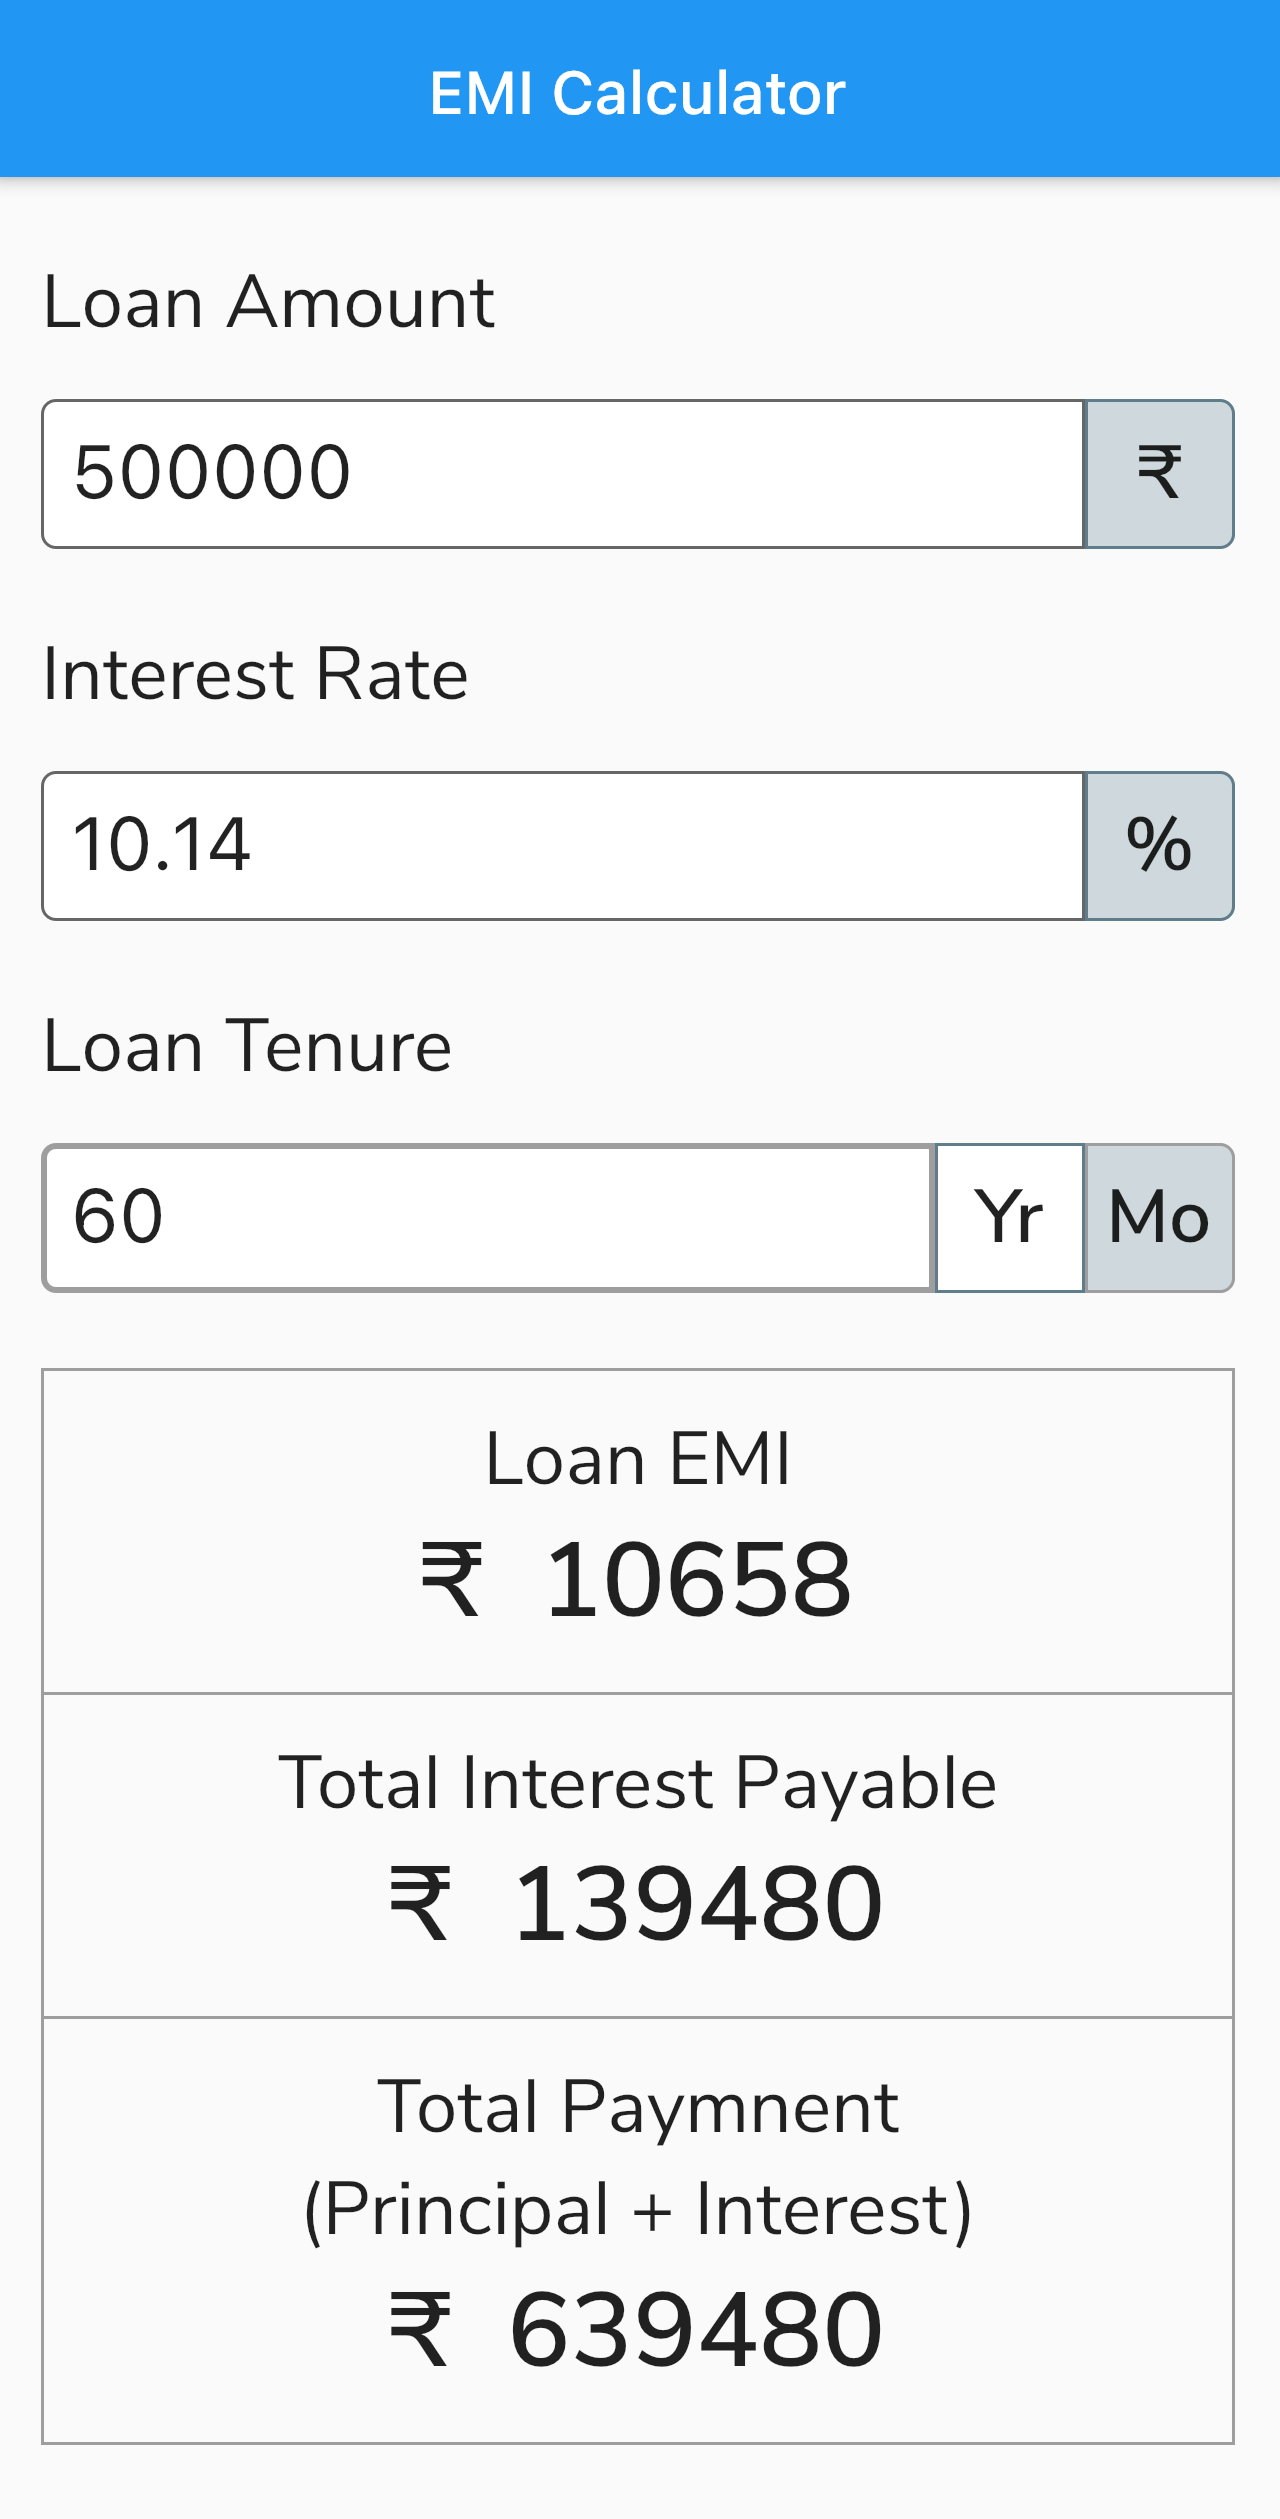 EMI Calculator
Loan Amount
500000 ₹
Interest Rate
10.14 %
Loan Tenure
60 Yr Mo
Loan EMI
₹ 10658
Total Interest Payable
₹ 139480
Total Paymnent
(Principal + Interest)
₹ 639480